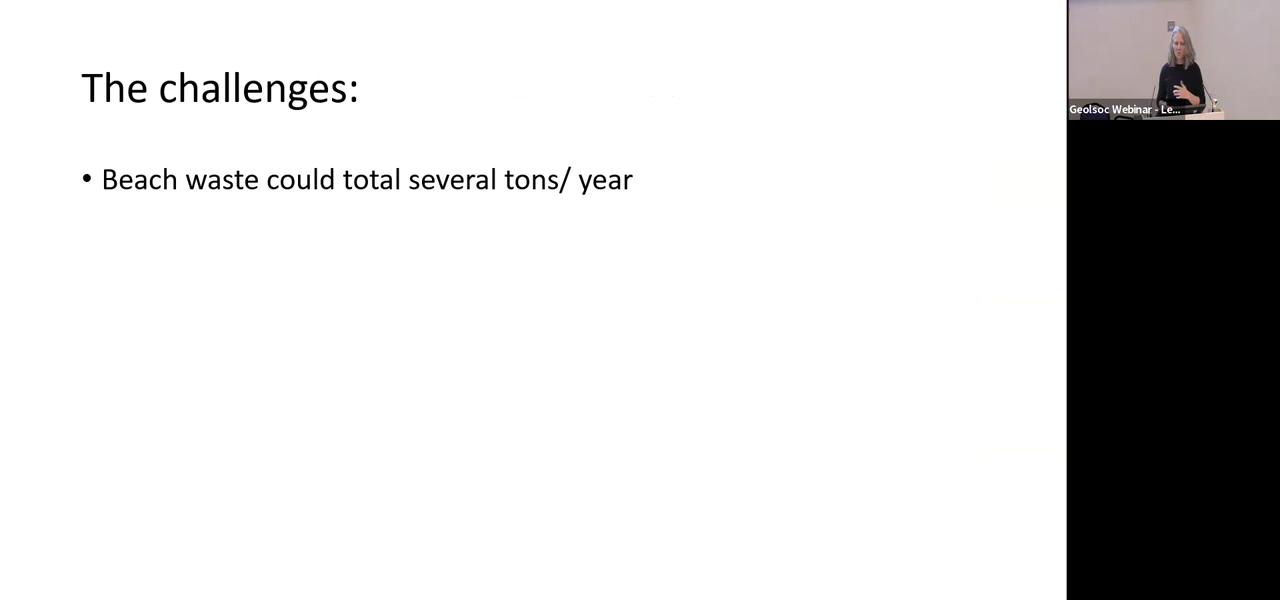 The challenges:
• Beach waste could total several tons/ year
Geolsoc Webinar - Le...